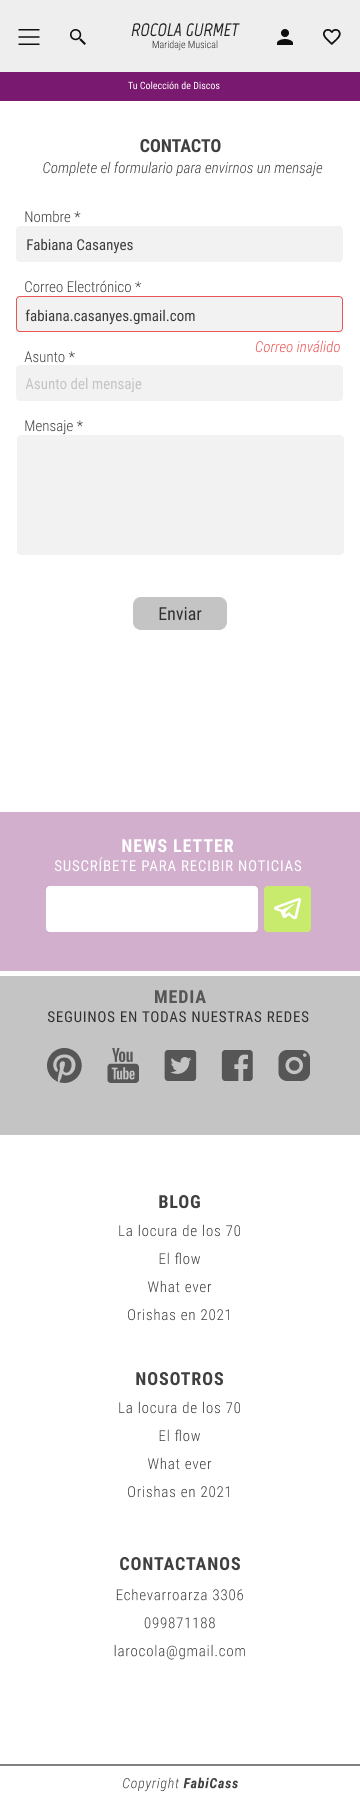 ROCOLA GURMET
Maridaje Musical
Tu Colección de Discos
CONTACTO
Complete el formulario para envirnos un mensaje
Nombre *
Fabiana Casanyes
Correo Electrónico *
fabiana.casanyes.gmail.com
Correo inválido
Asunto *
Asunto del mensaje
Mensaje *
Enviar
NEWS LETTER
SUSCRÍBETE PARA RECIBIR NOTICIAS
MEDIA
SEGUINOS EN TODAS NUESTRAS REDES
You
Tube
BLOG
La locura de los 70
El flow
What ever
Orishas en 2021
NOSOTROS
La locura de los 70
El flow
What ever
Orishas en 2021
CONTACTANOS
Echevarroarza 3306
099871188
larocola@gmail.com
Copyright FabiCass